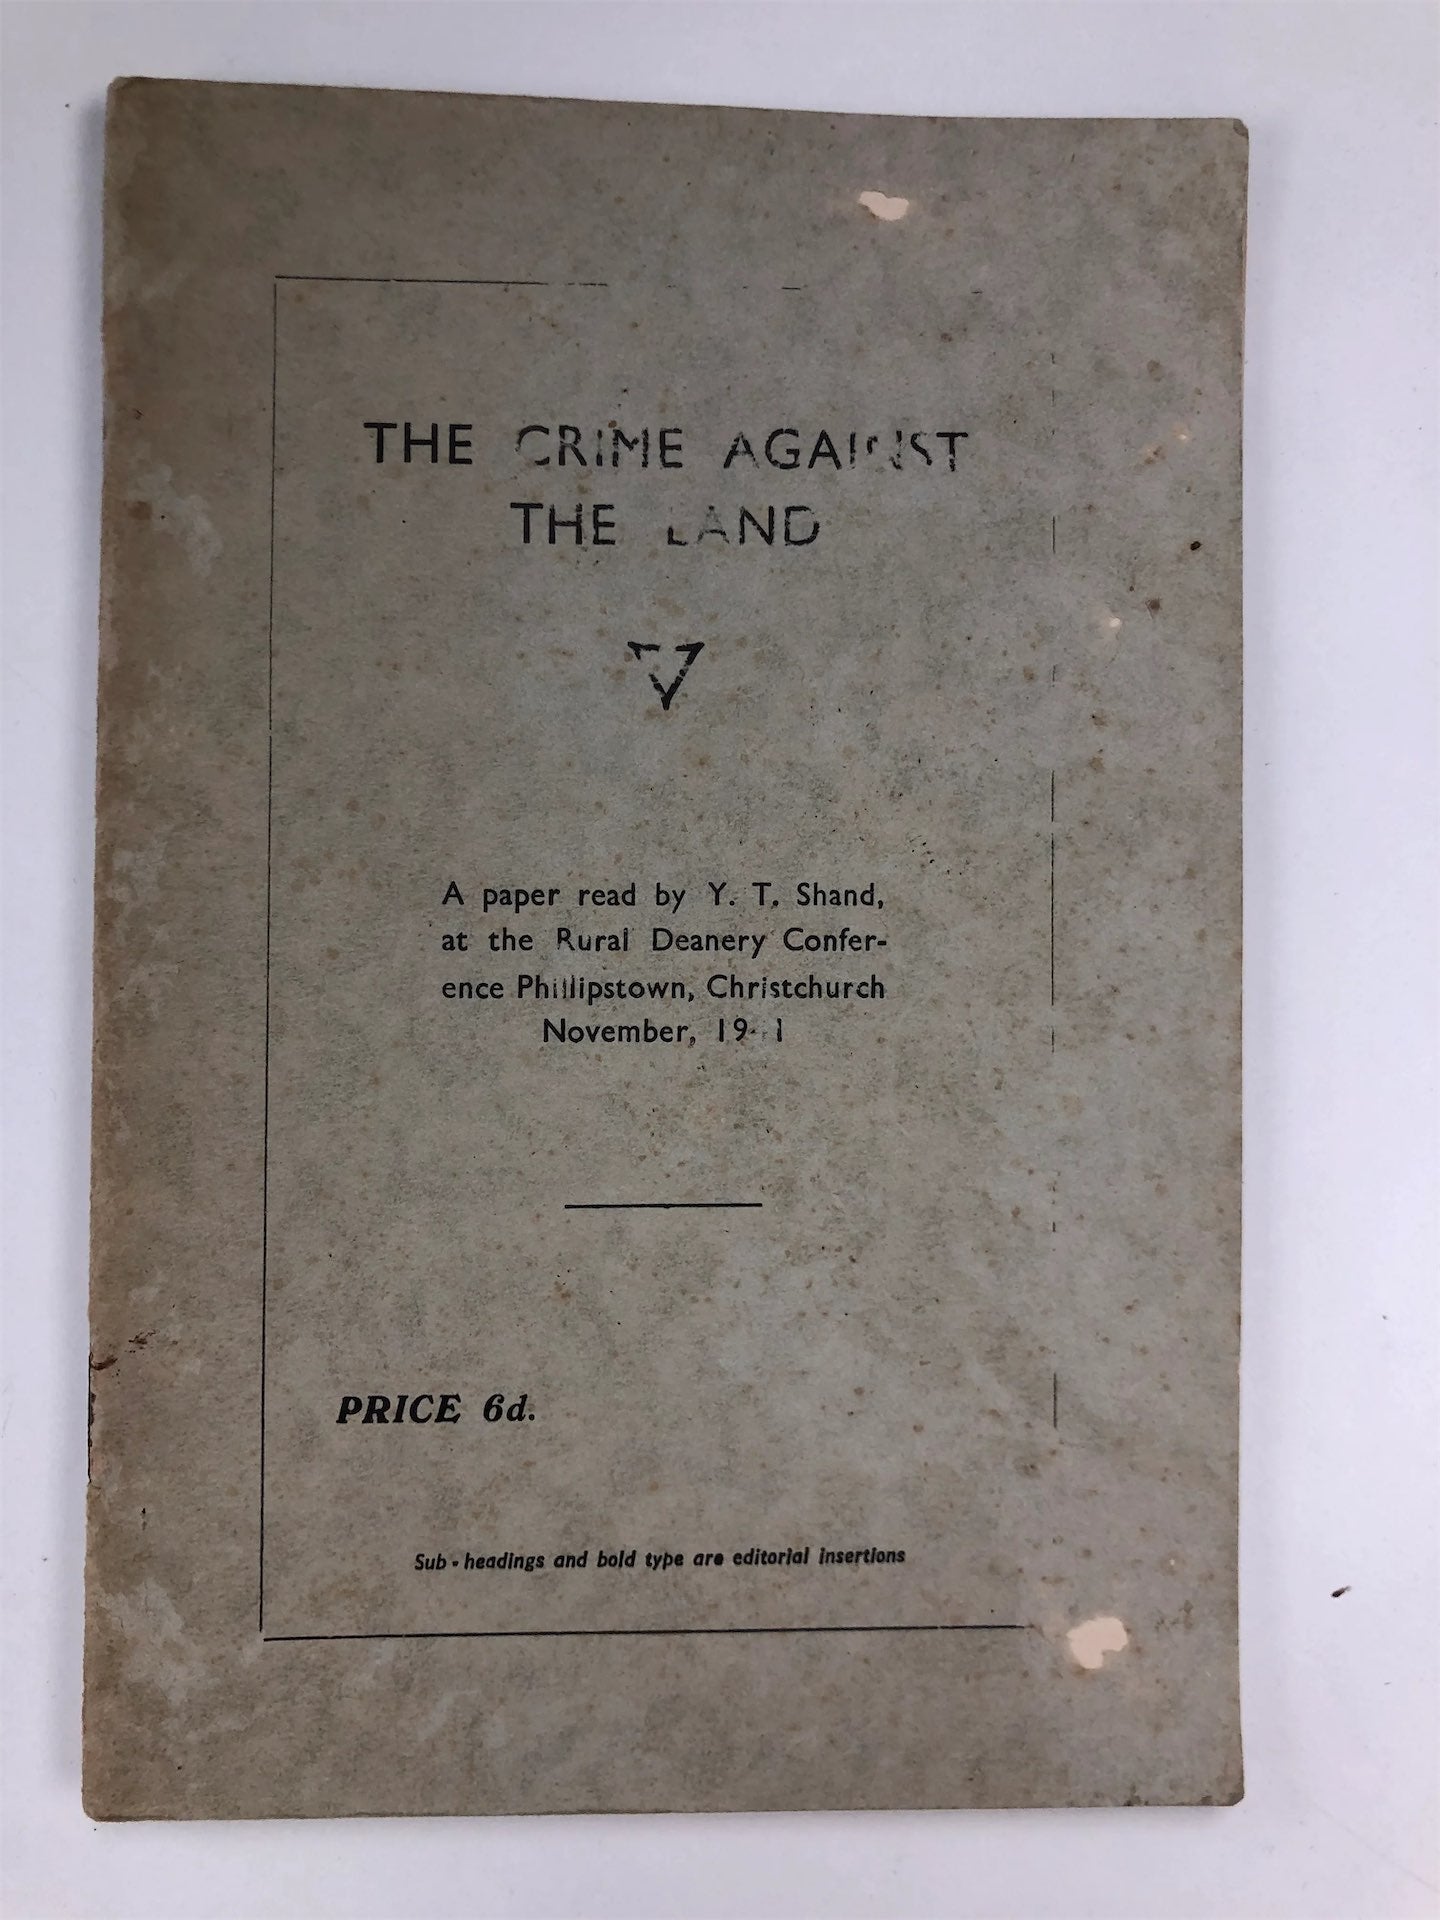 THE CRIME AGAINST
THE LAND
A paper read by Y. T. Shand,
at the Rural Deanery Confer-
ence Phillipstown, Christchurch
November,
PRICE 6d.
Sub-headings and bold type are editorial insertions